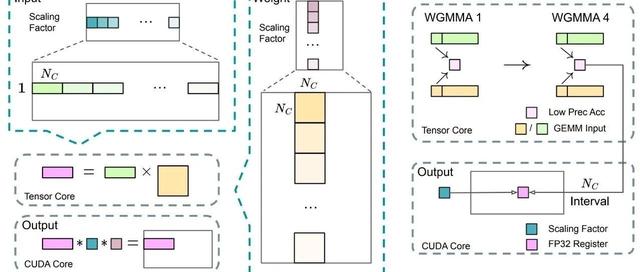 Input
Scaling
Factor
...
N_C
1
...
=
×
Tensor Core
Output
* * =
CUDA Core
Weight
Scaling
Factor
...
N_C
N_C
...
WGMMA 1
WGMMA 4
Low Prec Acc
/
GEMM Input
Tensor Core
Output
N_C
Interval
Scaling Factor
FP32 Register
CUDA Core